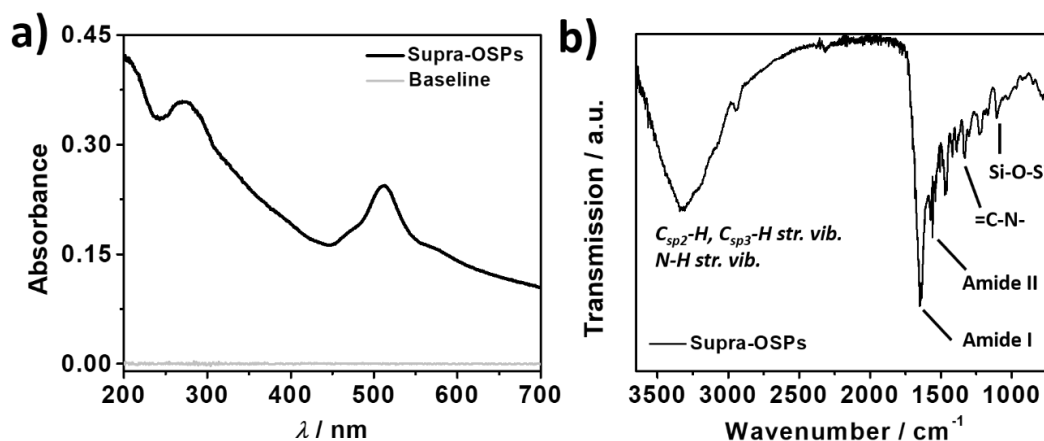 a)
0.45
0.30
0.15
0.00
Absorbance
Supra-OSPs
Baseline
200 300 400 500 600 700
λ / nm
b)
Transmission / a.u.
Si-O-S
=C-N-
Csp2-H, Csp3-H str. vib.
N-H str. vib.
Amide II
Amide I
Supra-OSPs
3500 3000 2500 2000 1500 1000
Wavenumber / cm-1